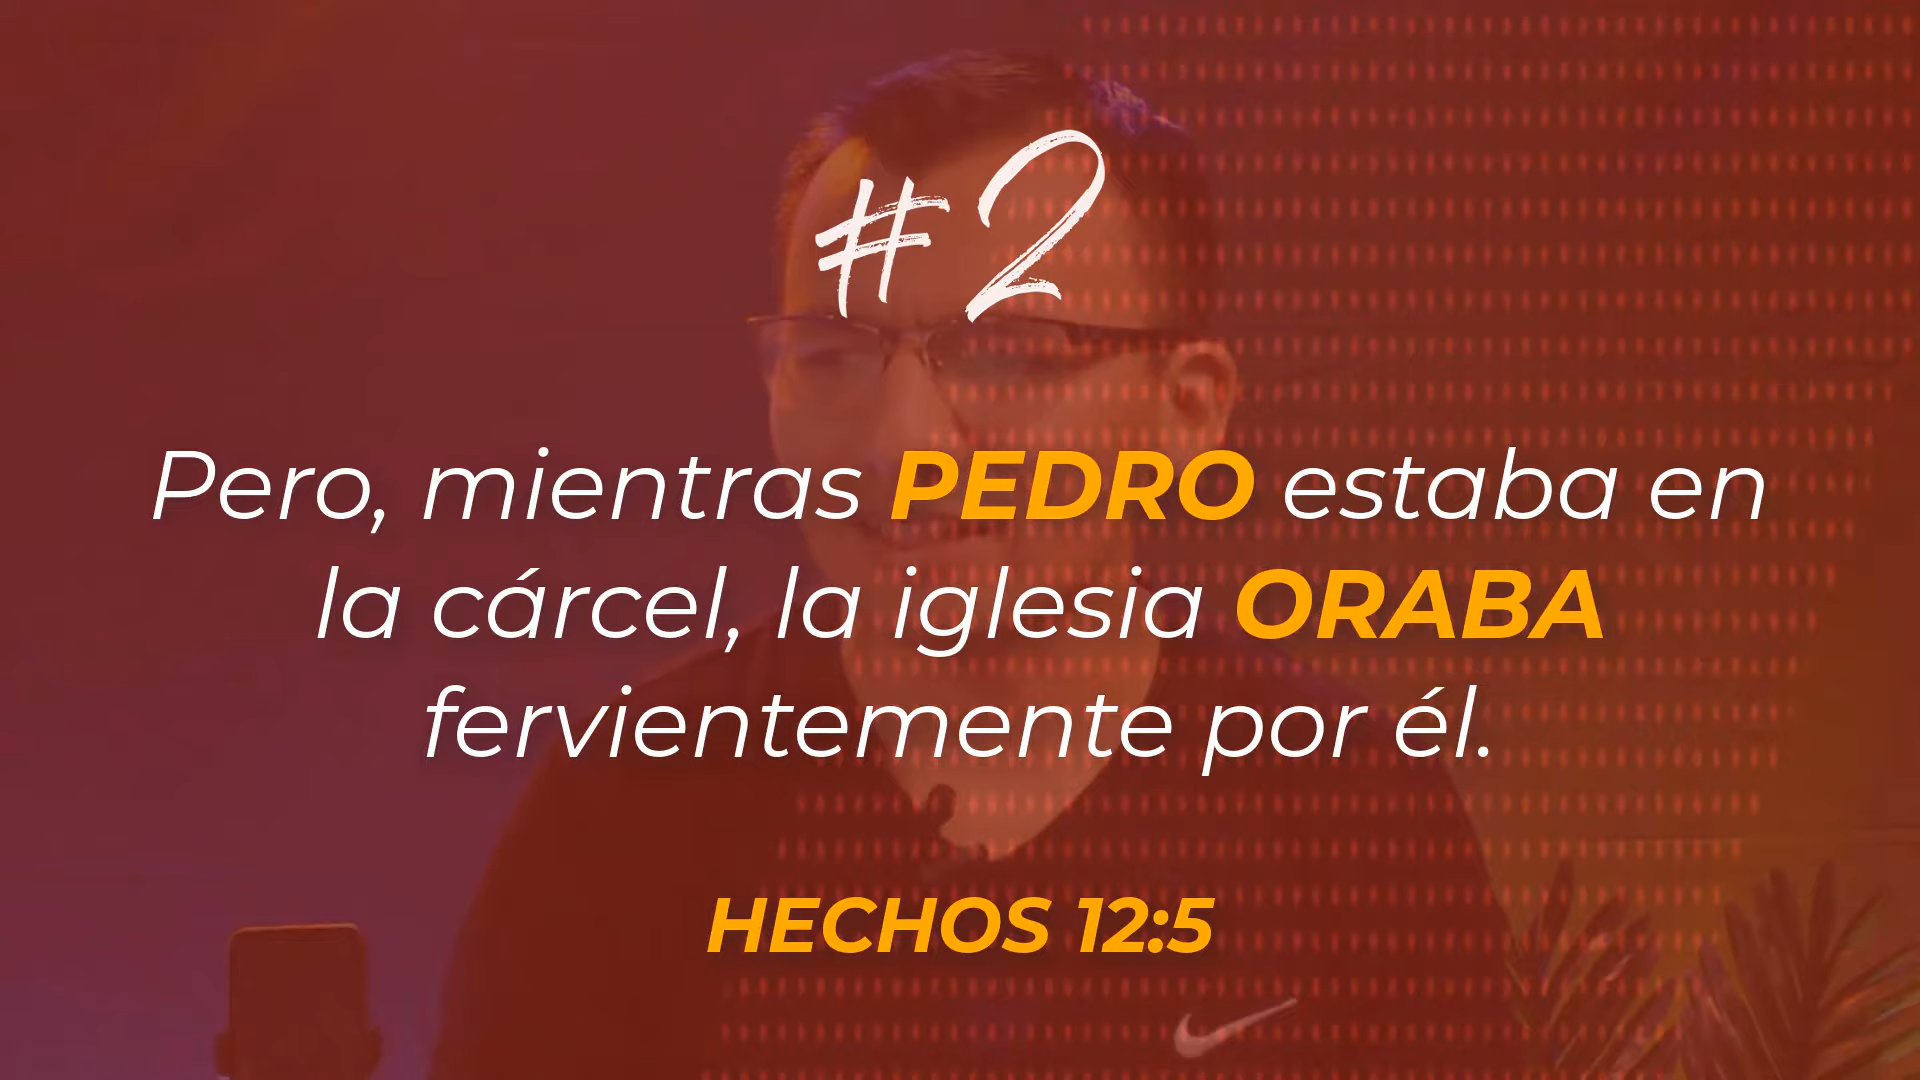 #2
Pero, mientras PEDRO estaba en
la cárcel, la iglesia ORABA
fervientemente por él.
HECHOS 12:5